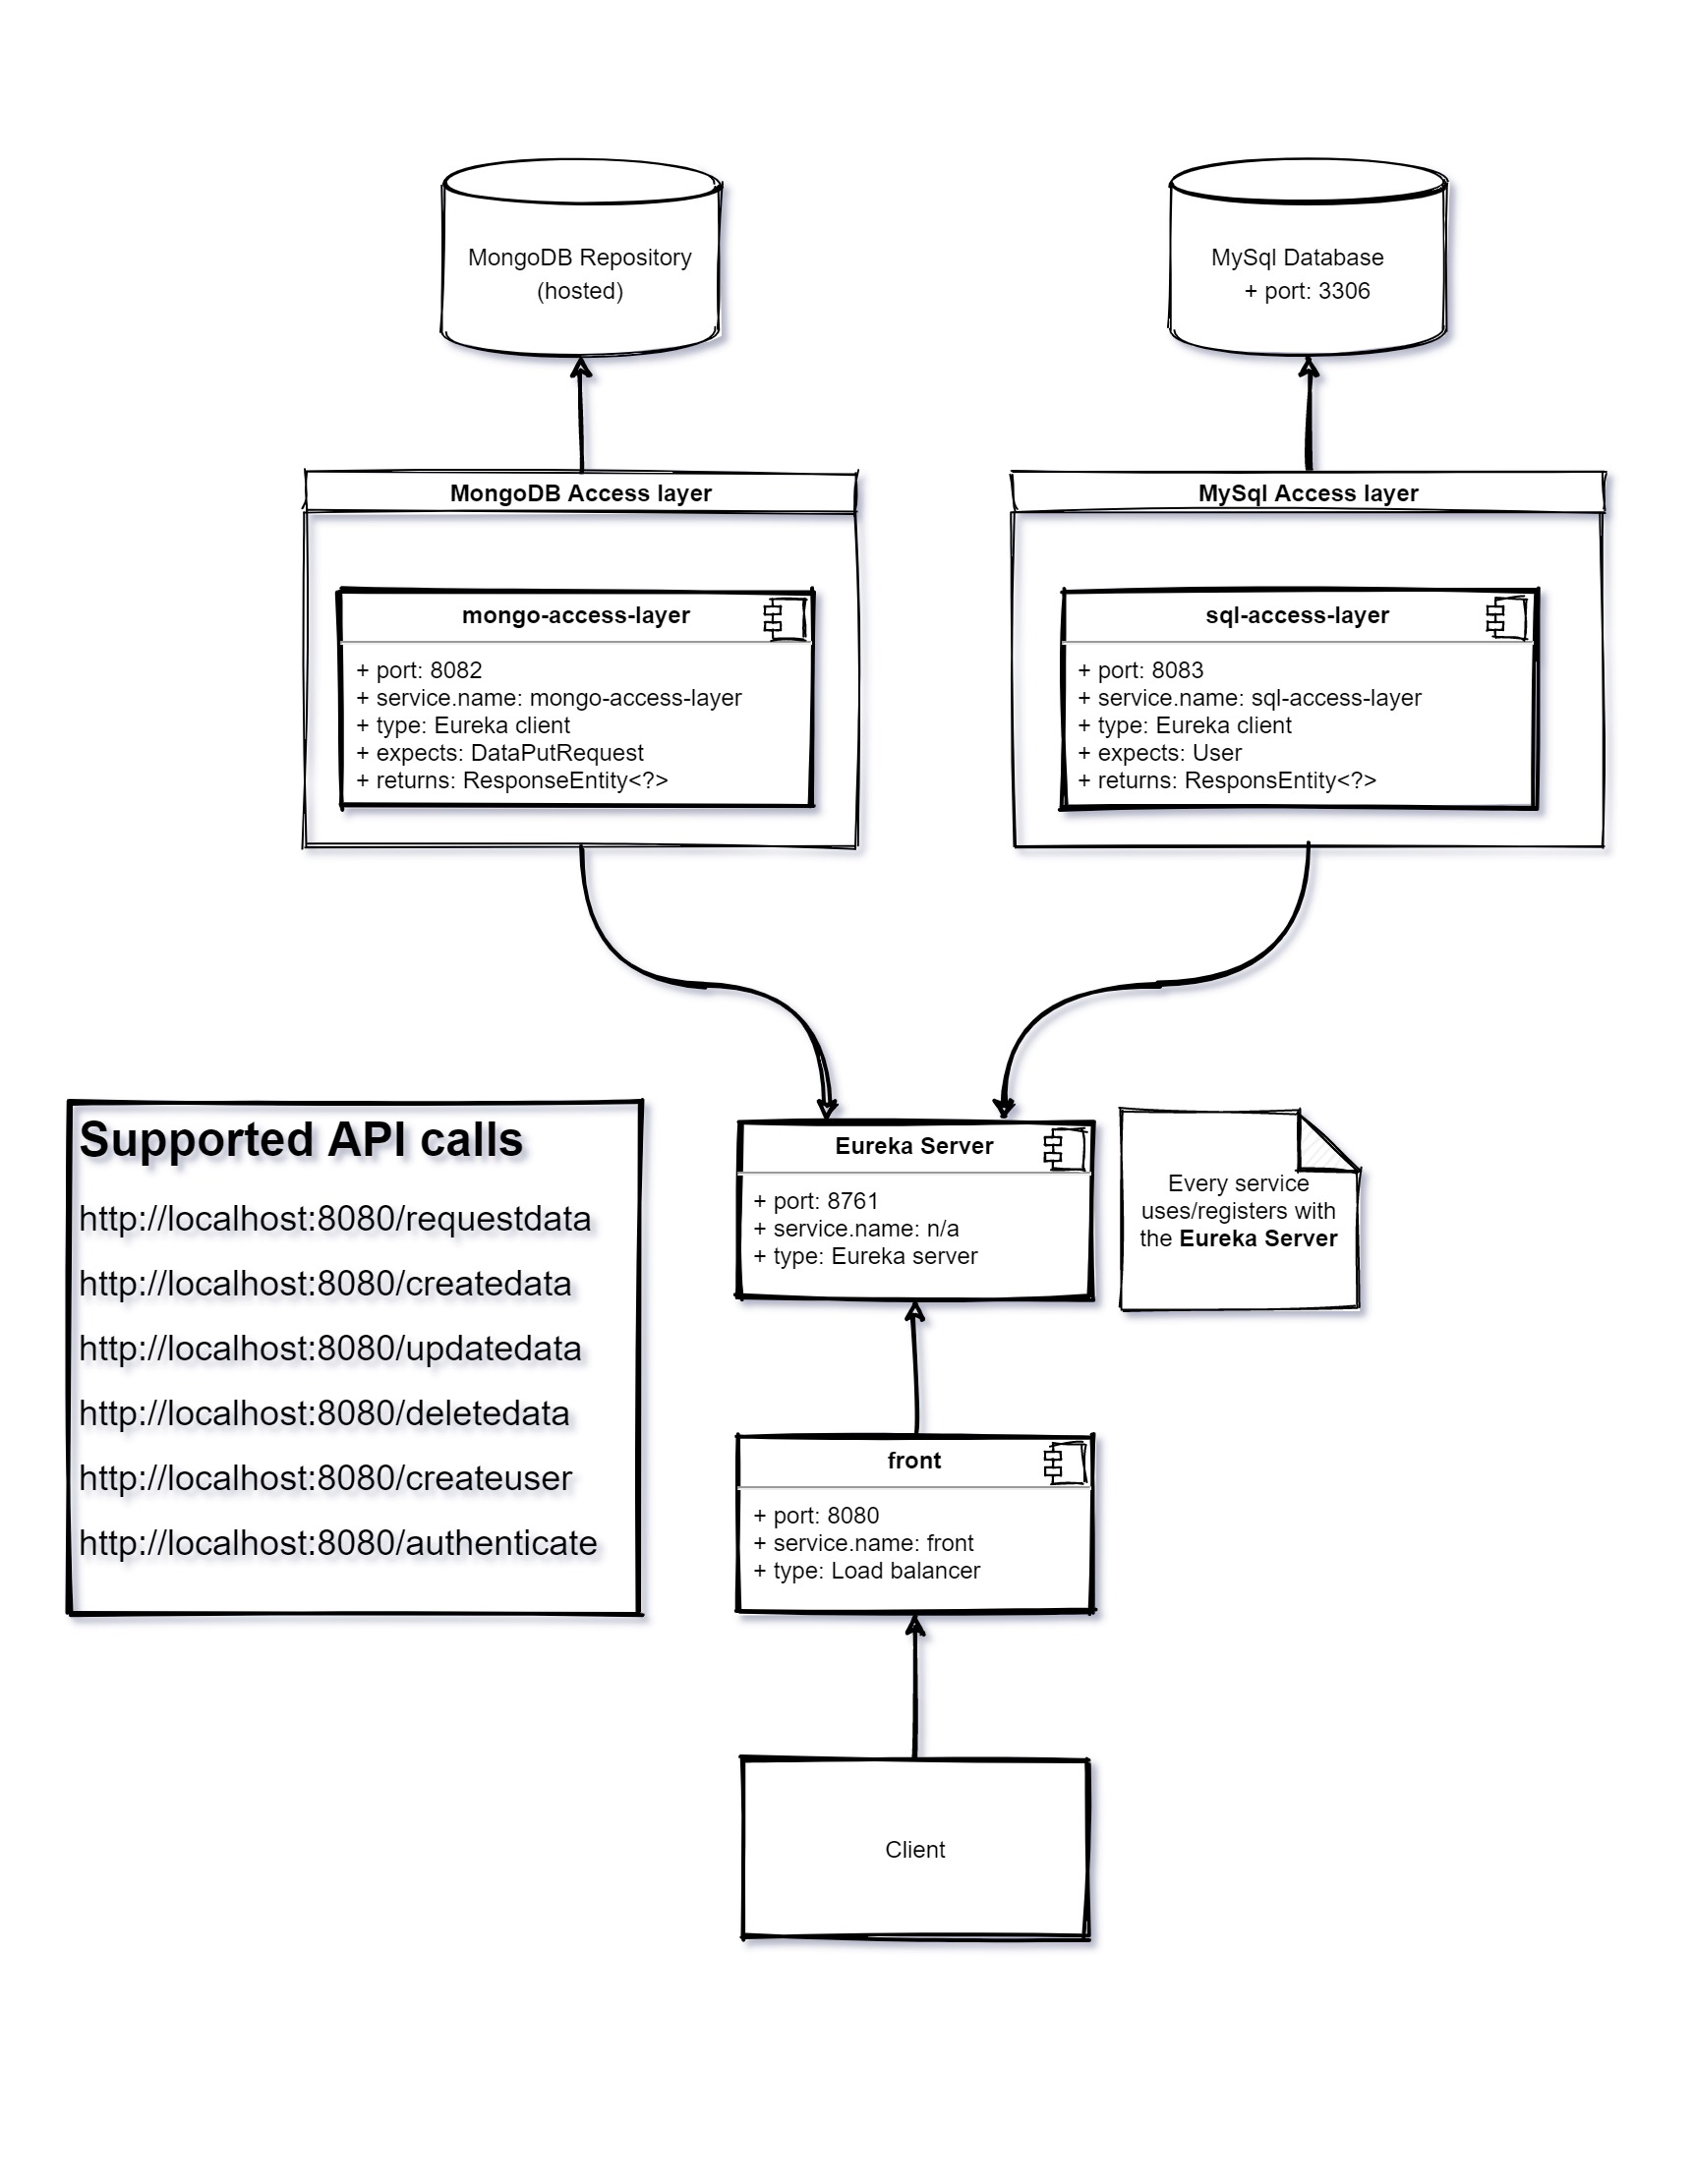 MongoDB Repository
(hosted)
MySql Database
+ port: 3306
MongoDB Access layer
mongo-access-layer
+ port: 8082
+ service.name: mongo-access-layer
+ type: Eureka client
+ expects: DataPutRequest
+ returns: ResponseEntity<?>
MySql Access layer
sql-access-layer
+ port: 8083
+ service.name: sql-access-layer
+ type: Eureka client
+ expects: User
+ returns: ResponsEntity<?>
Supported API calls
http://localhost:8080/requestdata
http://localhost:8080/createdata
http://localhost:8080/updatedata
http://localhost:8080/deletedata
http://localhost:8080/createuser
http://localhost:8080/authenticate
Eureka Server
+ port: 8761
+ service.name: n/a
+ type: Eureka server
Every service
uses/registers with
the Eureka Server
front
+ port: 8080
+ service.name: front
+ type: Load balancer
Client